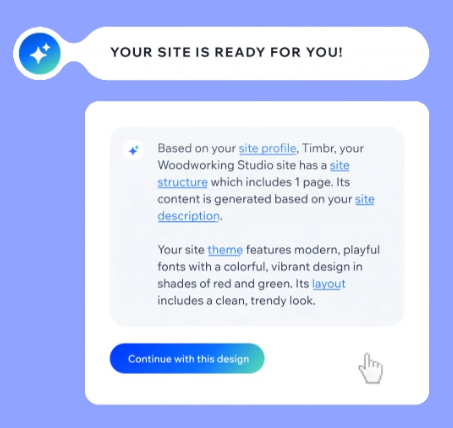 YOUR SITE IS READY FOR YOU!
Based on your site profile, Timbr, your
Woodworking Studio site has a site
structure which includes 1 page. Its
content is generated based on your site
description.
Your site theme features modern, playful
fonts with a colorful, vibrant design in
shades of red and green. Its layout
includes a clean, trendy look.
Continue with this design